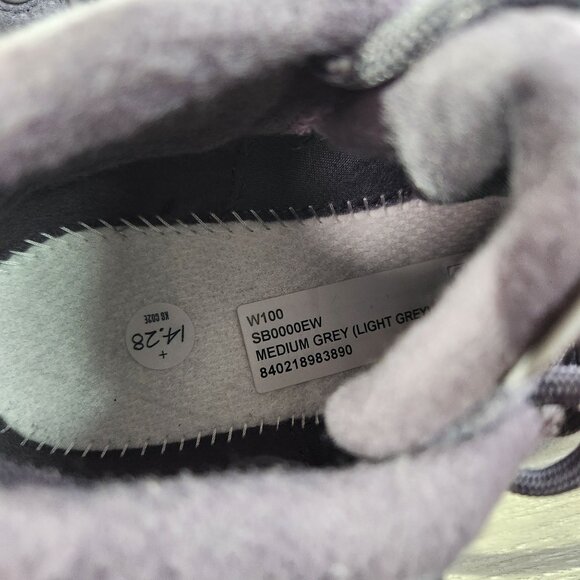 W100
SB0000EW
MEDIUM GREY (LIGHT GREY
840218983890
+
14.28